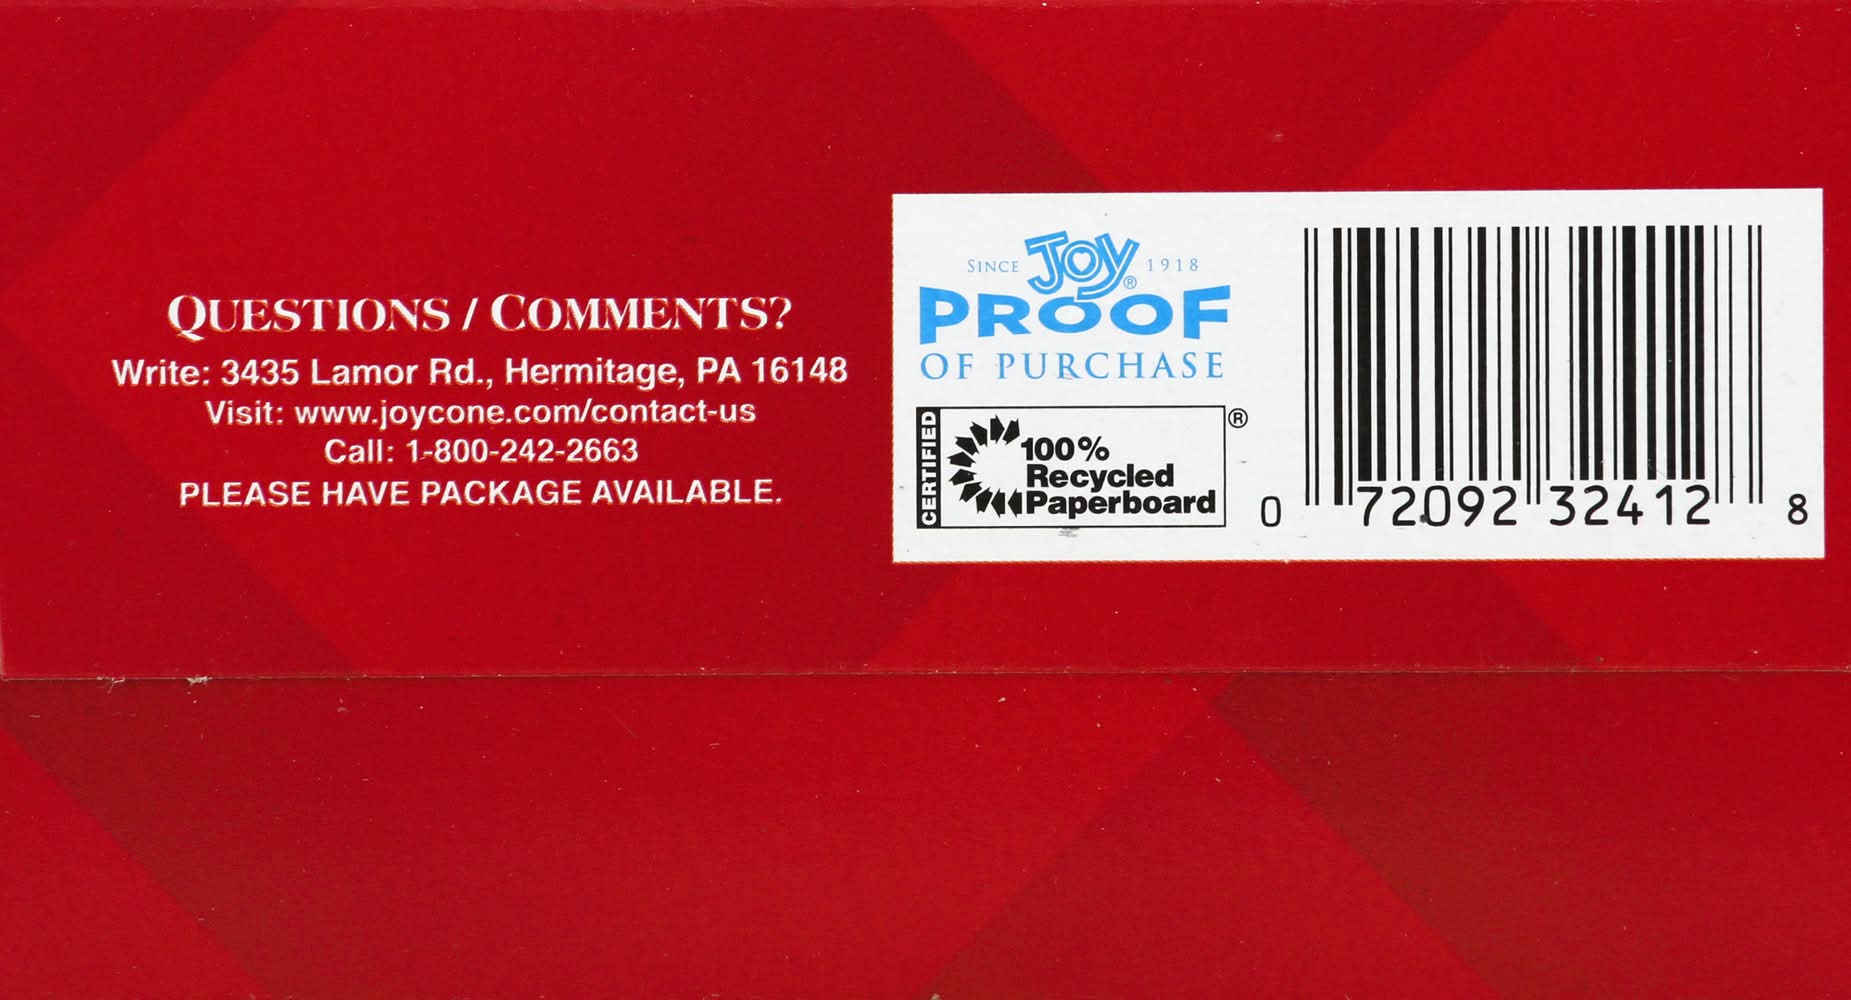 QUESTIONS / COMMENTS?
Write: 3435 Lamor Rd., Hermitage, PA 16148
Visit: www.joycone.com/contact-us
Call: 1-800-242-2663
PLEASE HAVE PACKAGE AVAILABLE.
SINCE JOY® 1918
PROOF
OF PURCHASE
CERTIFIED
100%
Recycled
Paperboard
®
0 72092 32412 8